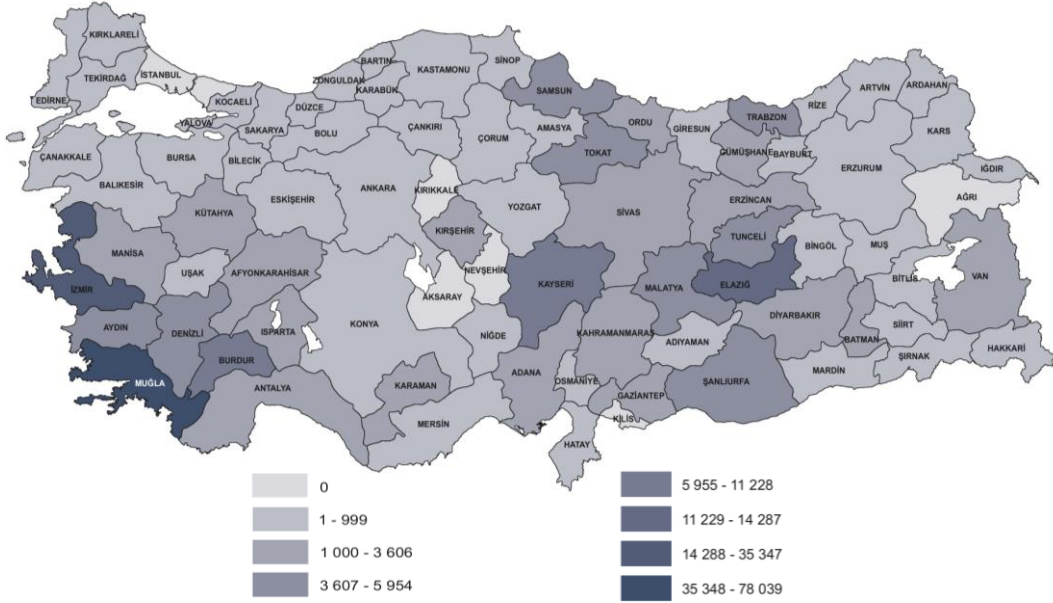 KIRKLARELİ
TEKİRDAĞ
EDİRNE
İSTANBUL
KOCAELİ
YALOVA
SAKARYA
DÜZCE
ZONGULDAK
BARTIN
KARABÜK
KASTAMONU
SİNOP
SAMSUN
BOLU
ÇANKIRI
ÇORUM
AMASYA
TOKAT
ORDU
GİRESUN
TRABZON
GÜMÜŞHANE
BAYBURT
RİZE
ARTVİN
ARDAHAN
KARS
IĞDIR
AĞRI
ERZURUM
ÇANAKKALE
BALIKESİR
BURSA
BİLECİK
ESKİŞEHİR
ANKARA
KIRIKKALE
YOZGAT
SİVAS
ERZİNCAN
TUNCELİ
BİNGÖL
MUŞ
BİTLİS
VAN
KÜTAHYA
MANİSA
UŞAK
AFYONKARAHİSAR
KIRŞEHİR
NEVŞEHİR
AKSARAY
KAYSERİ
MALATYA
ELAZIĞ
DİYARBAKIR
BATMAN
SİİRT
ŞIRNAK
HAKKARİ
İZMİR
AYDIN
DENİZLİ
BURDUR
ISPARTA
KONYA
NİĞDE
KAHRAMANMARAŞ
ADIYAMAN
ŞANLIURFA
MARDİN
MUĞLA
ANTALYA
KARAMAN
MERSİN
ADANA
OSMANİYE
GAZİANTEP
KİLİS
HATAY
0
1 - 999
1 000 - 3 606
3 607 - 5 954
5 955 - 11 228
11 229 - 14 287
14 288 - 35 347
35 348 - 78 039